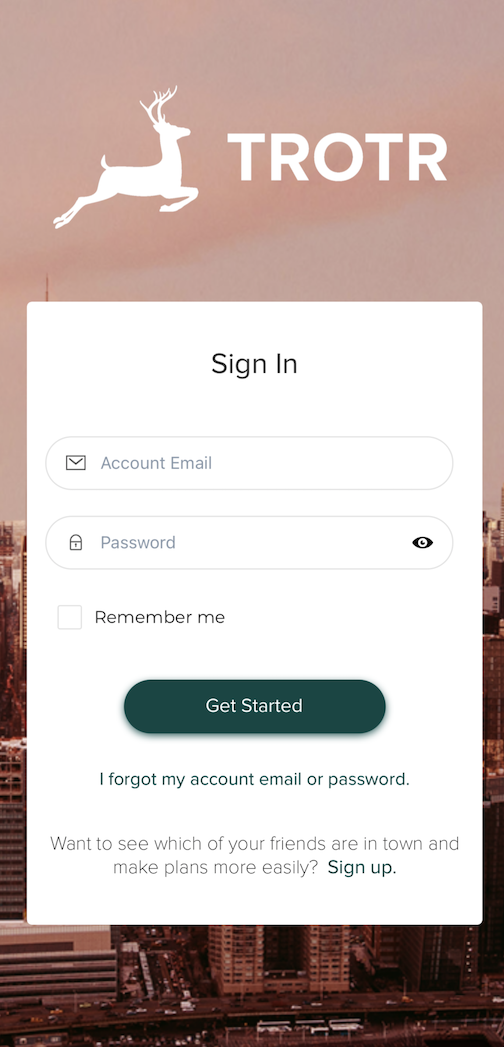 TROTR
Sign In
Account Email
Password
Remember me
Get Started
I forgot my account email or password.
Want to see which of your friends are in town and
make plans more easily? Sign up.